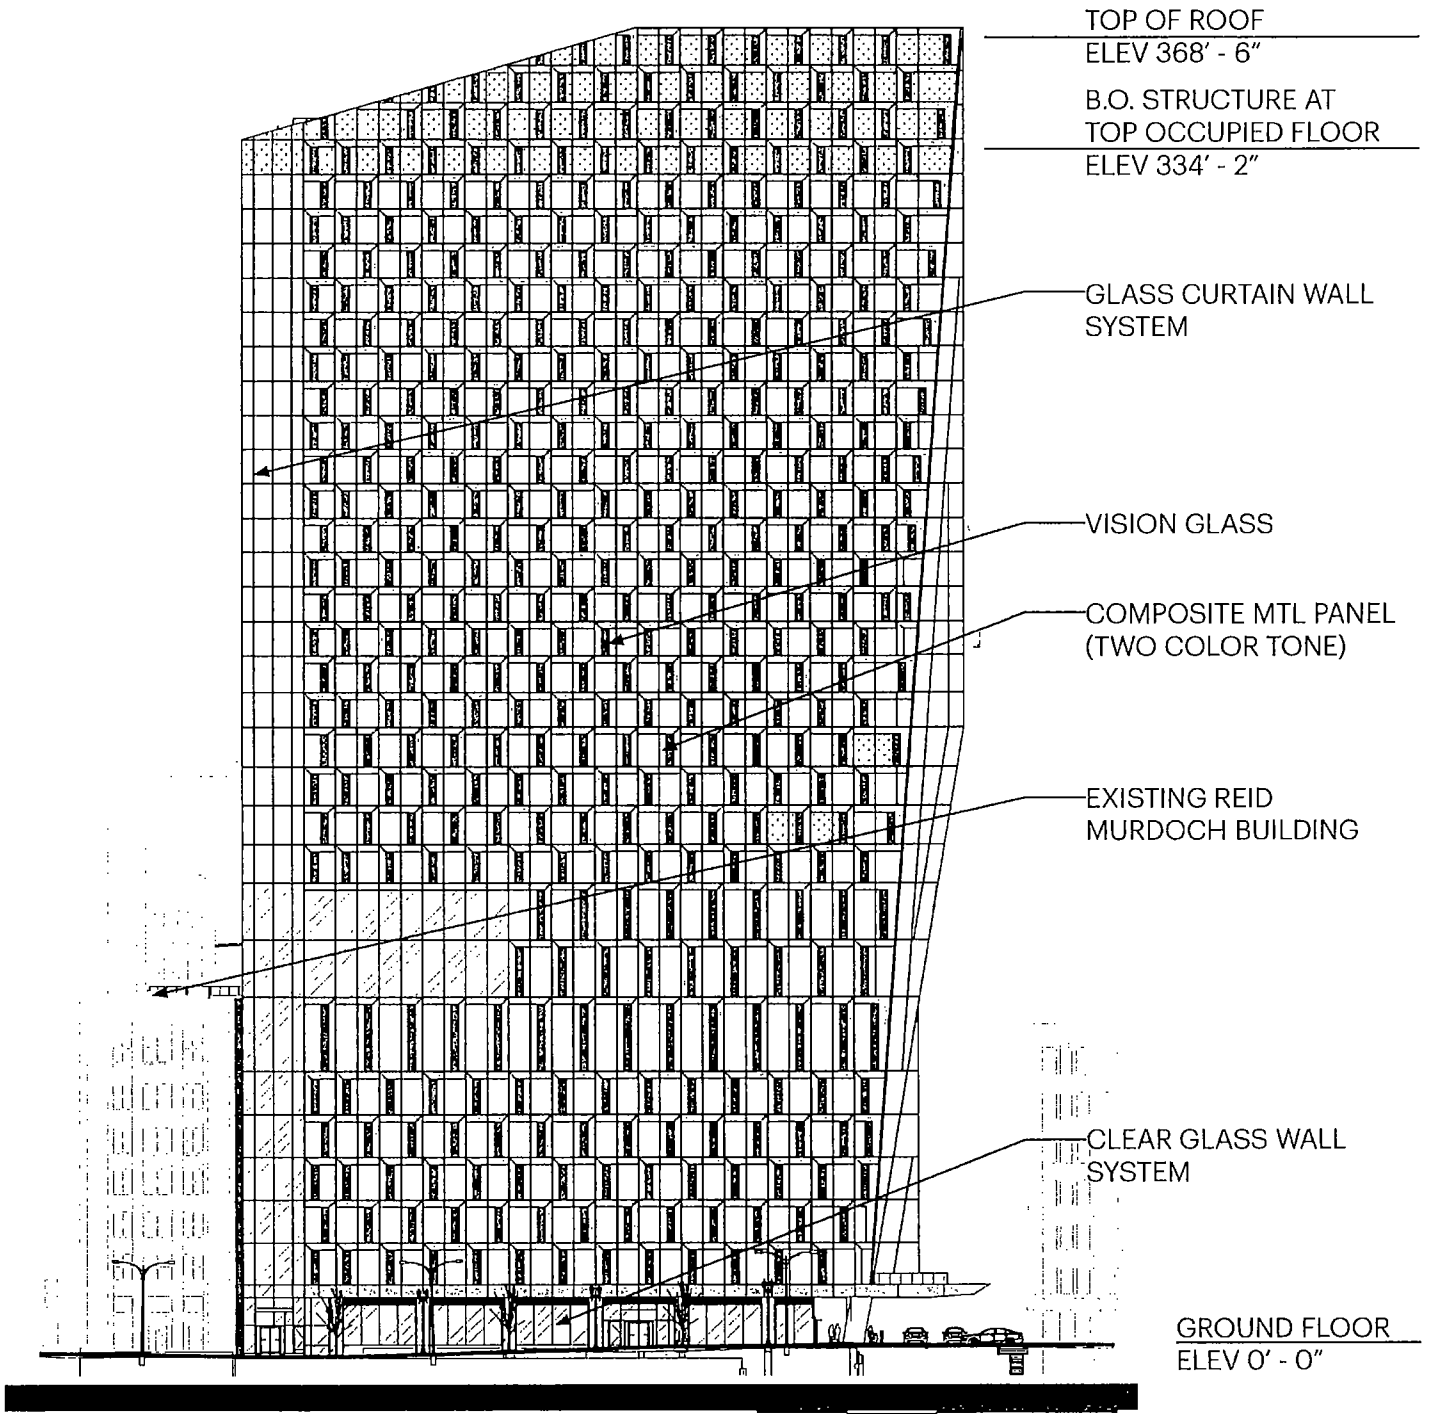 TOP OF ROOF
ELEV 368' - 6"
B.O. STRUCTURE AT
TOP OCCUPIED FLOOR
ELEV 334' - 2"
GLASS CURTAIN WALL
SYSTEM
VISION GLASS
COMPOSITE MTL PANEL
(TWO COLOR TONE)
EXISTING REID
MURDOCH BUILDING
CLEAR GLASS WALL
SYSTEM
GROUND FLOOR
ELEV 0' - 0"